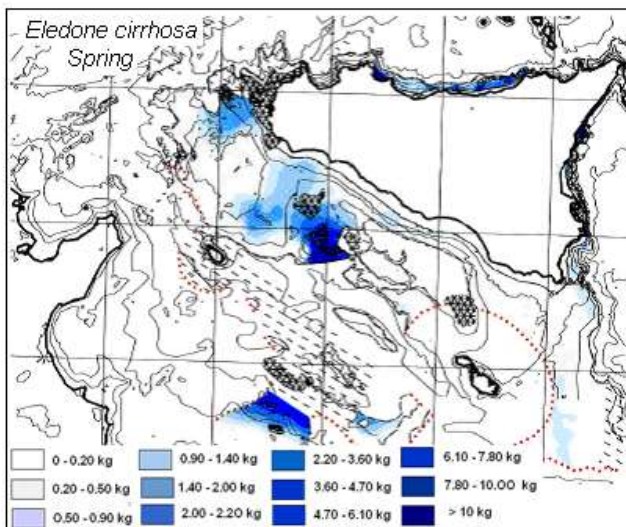 Eledone cirrhosa
Spring
0 - 0.20 kg
0.90 - 1.40 kg
2.20 - 3.60 kg
6.10 - 7.80 kg
0.20 - 0.50 kg
1.40 - 2.00 kg
3.60 - 4.70 kg
7.80 - 10.00 kg
0.50 - 0.90 kg
2.00 - 2.20 kg
4.70 - 6.10 kg
> 10 kg